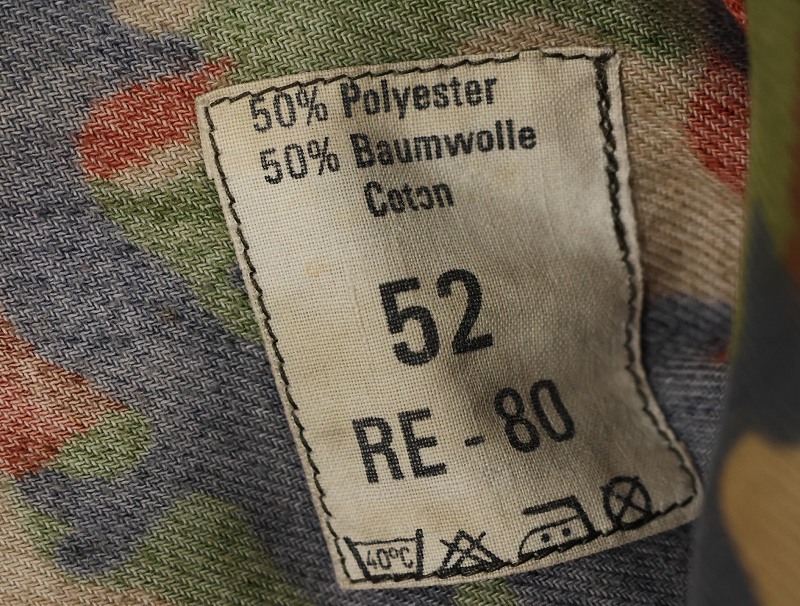 50% Polyester
50% Baumwolle
Coton
52
RE - 80
40°C